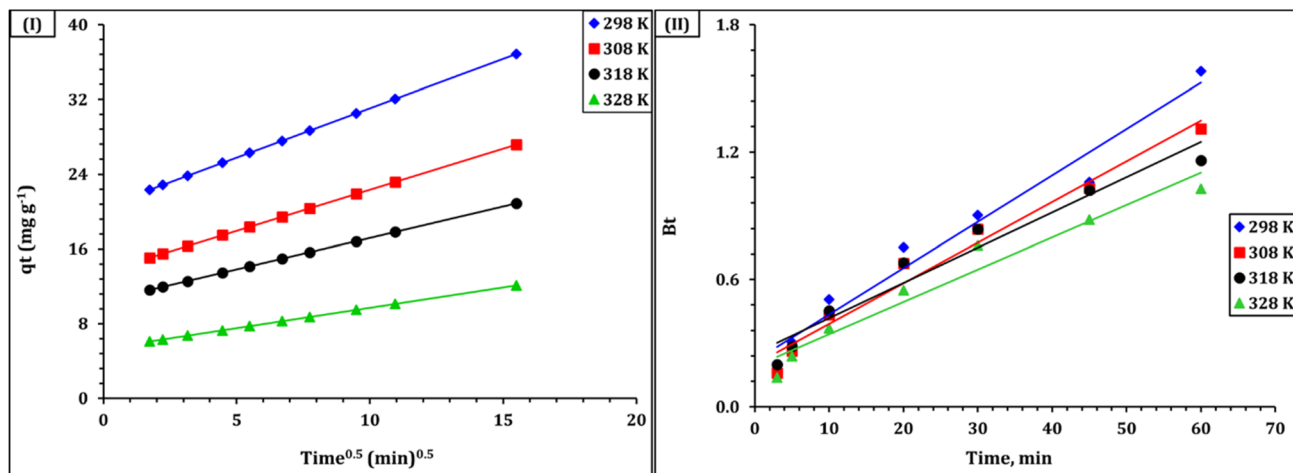 (I)
40
32
24
16
8
0
0
5
10
15
20
qt (mg g⁻¹)
Time⁰·⁵ (min)⁰·⁵
298 K
308 K
318 K
328 K
(II)
1.8
1.2
0.6
0.0
0
10
20
30
40
50
60
70
Bt
Time, min
298 K
308 K
318 K
328 K